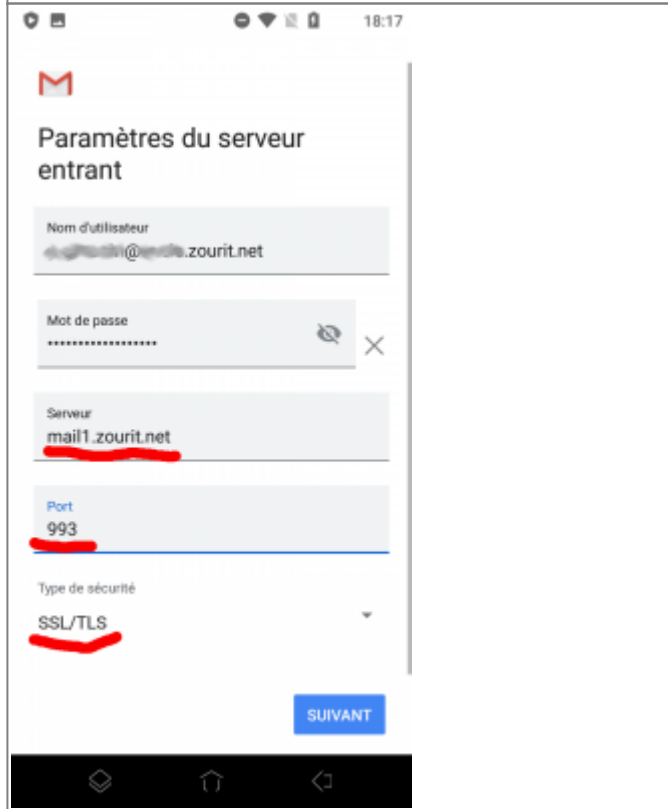 18:17
Paramètres du serveur
entrant
Nom d'utilisateur
.zourit.net
Mot de passe
Serveur
mail1.zourit.net
Port
993
Type de sécurité
SSL/TLS
SUIVANT